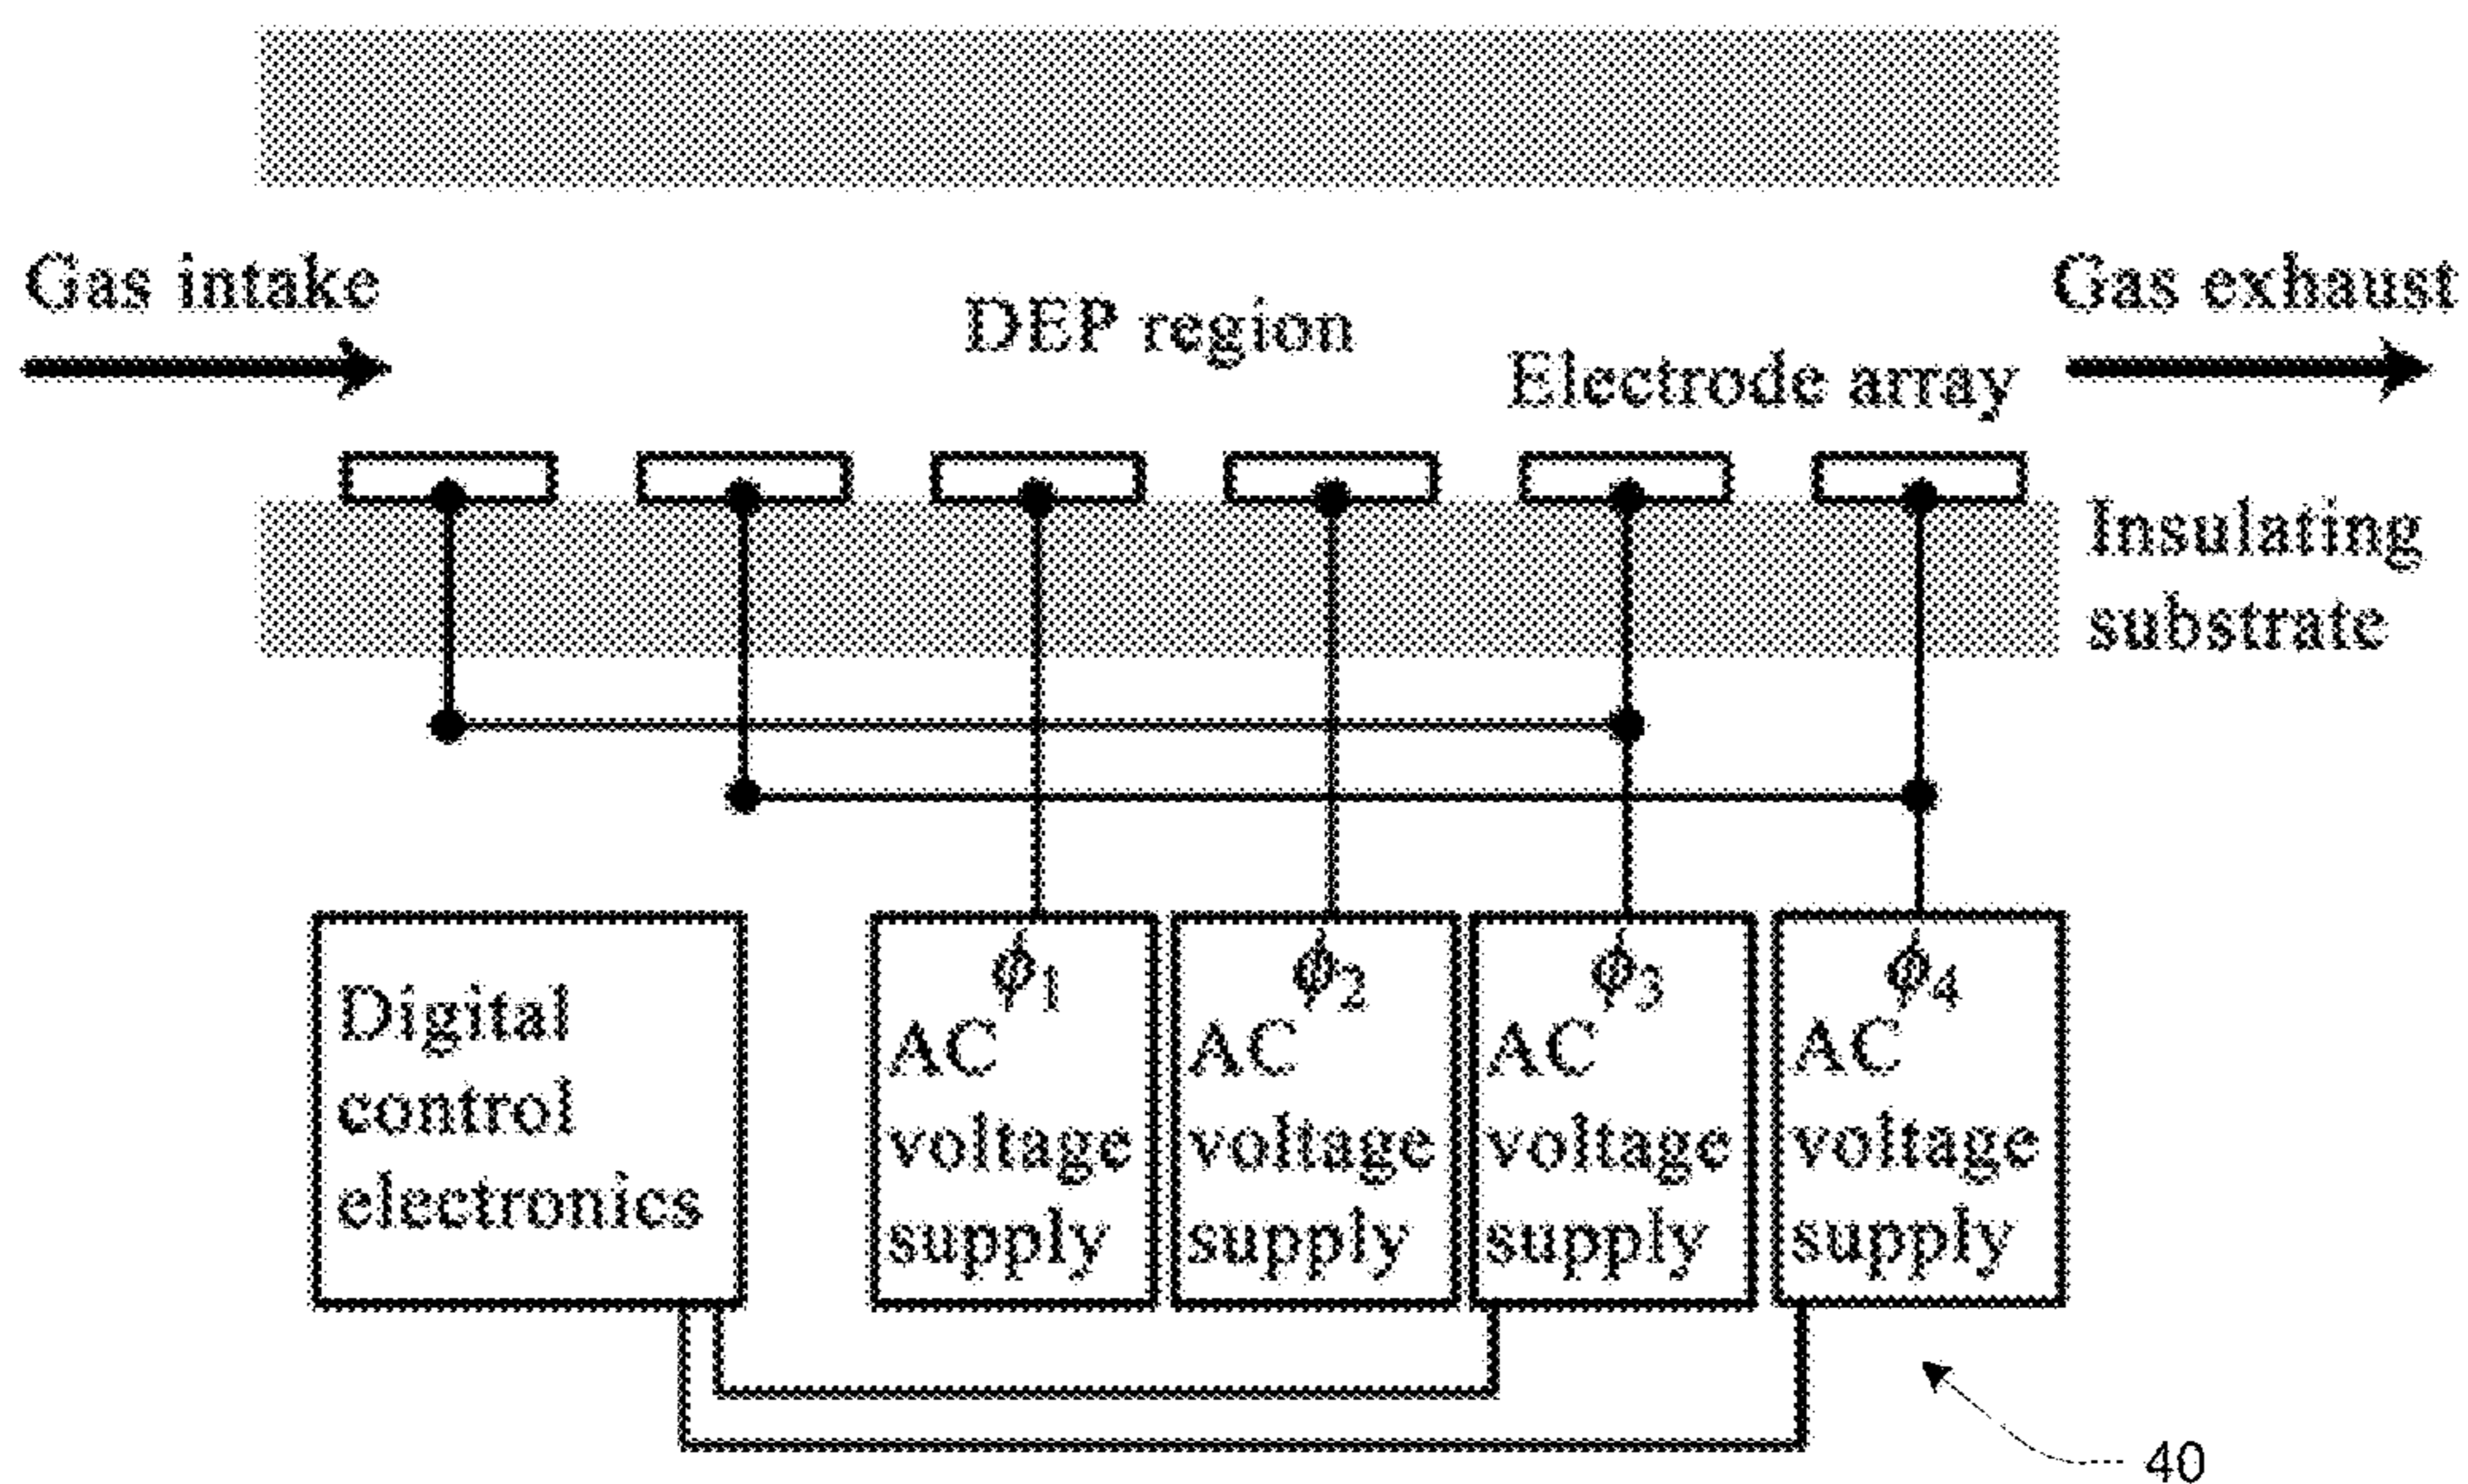 Gas intake
DEP region
Electrode array
Gas exhaust
Insulating
substrate
Digital
control
electronics
ϕ1
AC
voltage
supply
ϕ2
AC
voltage
supply
ϕ3
AC
voltage
supply
ϕ4
AC
voltage
supply
40